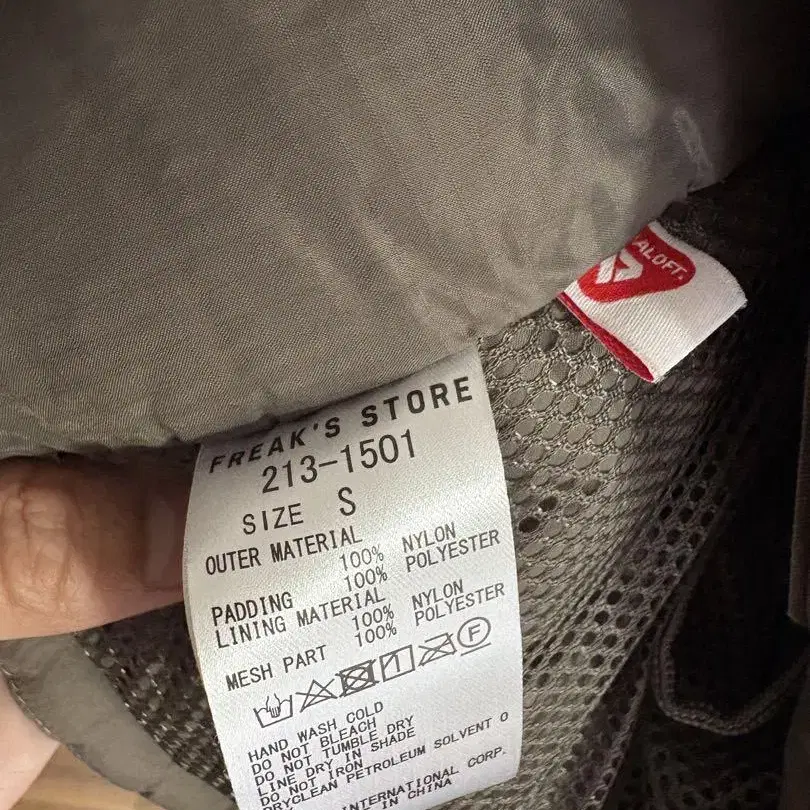 ALOFT.
FREAK'S STORE
213-1501
SIZE S
OUTER MATERIAL
100% NYLON
PADDING 100% POLYESTER
LINING MATERIAL
100% NYLON
MESH PART 100% POLYESTER
F
HAND WASH COLD
DO NOT BLEACH
DO NOT TUMBLE DRY
LINE DRY IN SHADE
DO NOT IRON
DRYCLEAN PETROLEUM SOLVENT O
INTERNATIONAL CORP.
IN CHINA